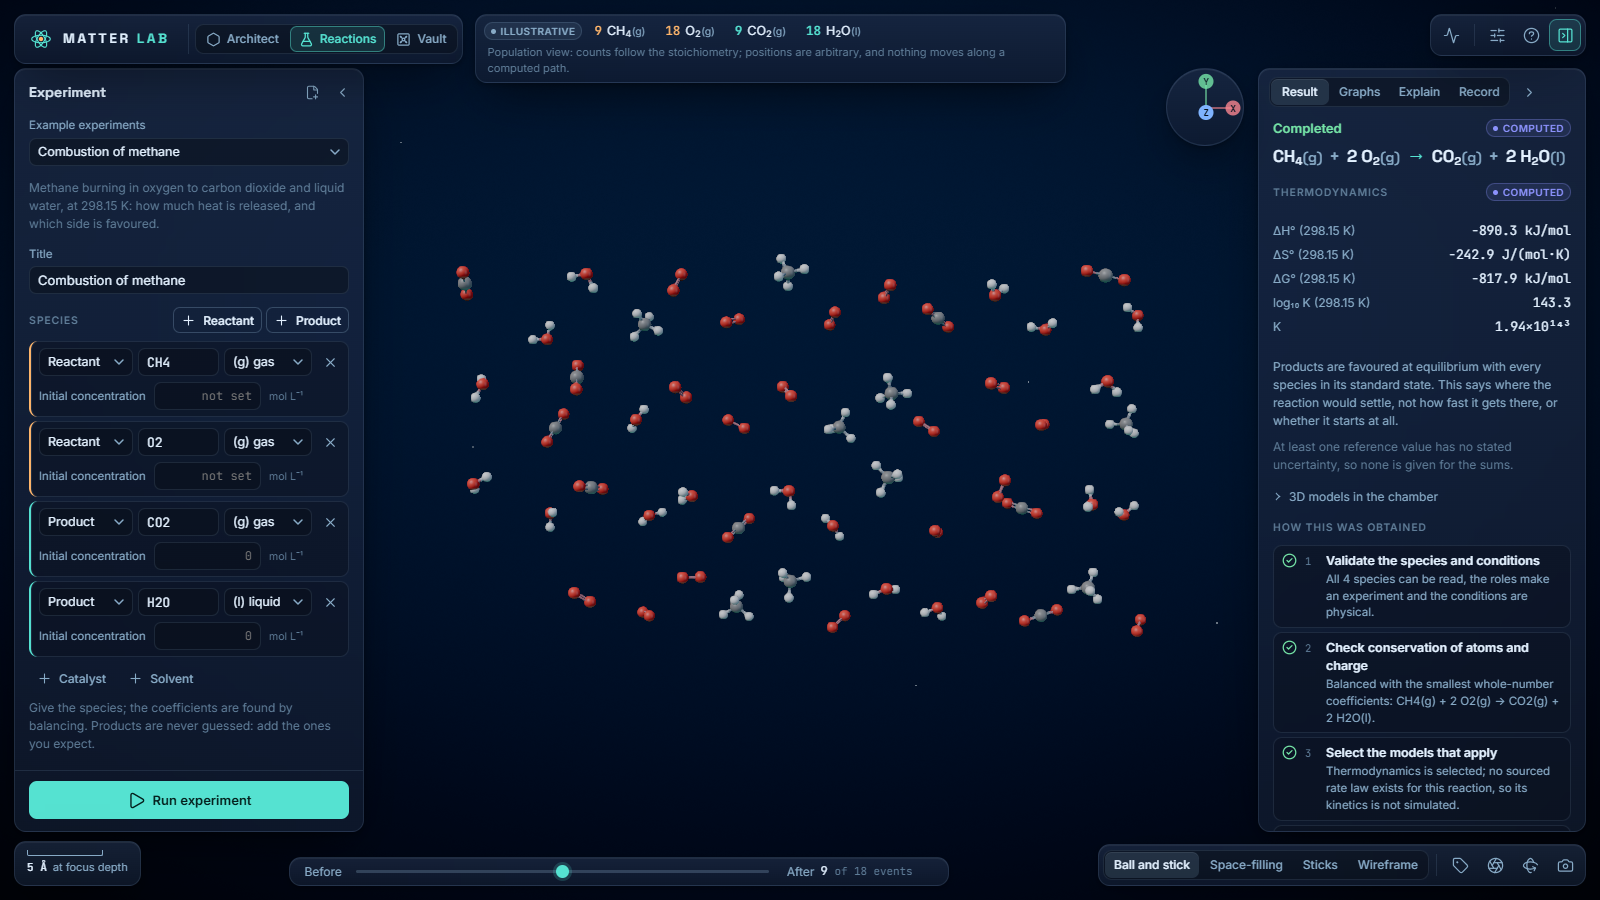 MATTER LAB
Architect
Reactions
Vault
ILLUSTRATIVE 9 CH₄(g) 18 O₂(g) 9 CO₂(g) 18 H₂O(l)
Population view: counts follow the stoichiometry; positions are arbitrary, and nothing moves along a
computed path.
Experiment
Example experiments
Combustion of methane
Methane burning in oxygen to carbon dioxide and liquid
water, at 298.15 K: how much heat is released, and
which side is favoured.
Title
Combustion of methane
SPECIES
Reactant
Product
Reactant CH4 (g) gas
Initial concentration not set mol L⁻¹
Reactant O2 (g) gas
Initial concentration not set mol L⁻¹
Product CO2 (g) gas
Initial concentration 0 mol L⁻¹
Product H2O (l) liquid
Initial concentration 0 mol L⁻¹
Catalyst
Solvent
Give the species; the coefficients are found by
balancing. Products are never guessed: add the ones
you expect.
Run experiment
5 Å at focus depth
Y
X
Z
Before
After 9 of 18 events
Result Graphs Explain Record
Completed COMPUTED
CH₄(g) + 2 O₂(g) → CO₂(g) + 2 H₂O(l)
THERMODYNAMICS COMPUTED
ΔH° (298.15 K) -890.3 kJ/mol
ΔS° (298.15 K) -242.9 J/(mol·K)
ΔG° (298.15 K) -817.9 kJ/mol
log₁₀ K (298.15 K) 143.3
K 1.94×10¹⁴³
Products are favoured at equilibrium with every
species in its standard state. This says where the
reaction would settle, not how fast it gets there, or
whether it starts at all.
At least one reference value has no stated
uncertainty, so none is given for the sums.
3D models in the chamber
HOW THIS WAS OBTAINED
1 Validate the species and conditions
All 4 species can be read, the roles make
an experiment and the conditions are
physical.
2 Check conservation of atoms and
charge
Balanced with the smallest whole-number
coefficients: CH4(g) + 2 O2(g) → CO2(g) +
2 H2O(l).
3 Select the models that apply
Thermodynamics is selected; no sourced
rate law exists for this reaction, so its
kinetics is not simulated.
Ball and stick Space-filling Sticks Wireframe